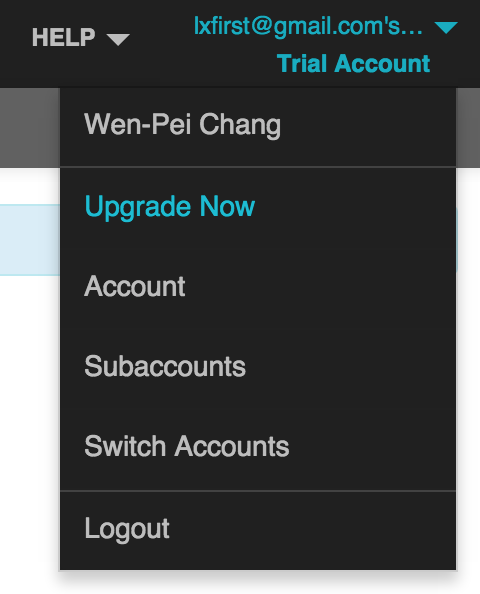 HELP
lxfirst@gmail.com's...
Trial Account
Wen-Pei Chang
Upgrade Now
Account
Subaccounts
Switch Accounts
Logout